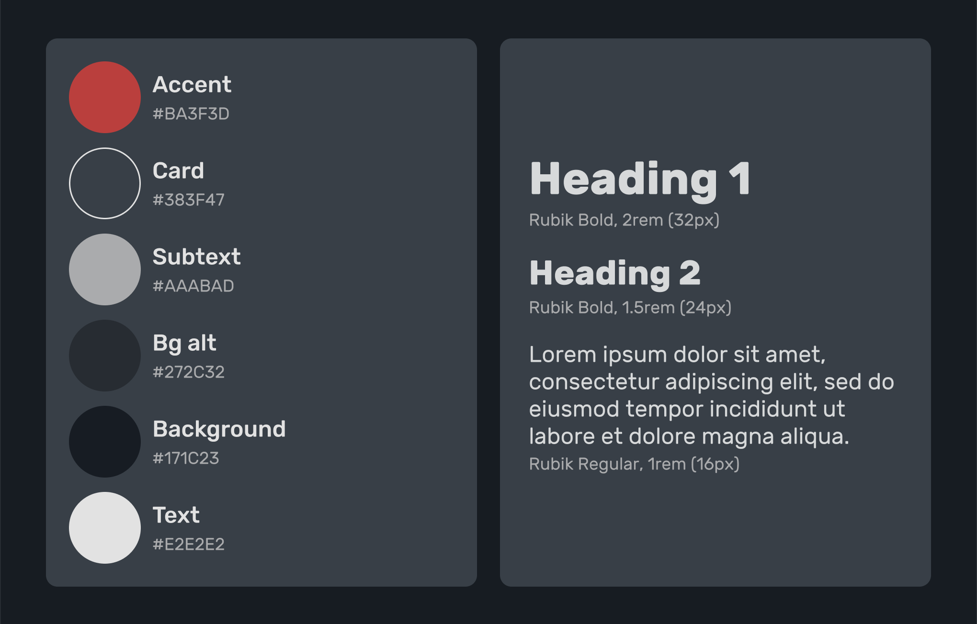 Accent
#BA3F3D
Card
#383F47
Subtext
#AAABAD
Bg alt
#272C32
Background
#171C23
Text
#E2E2E2
Heading 1
Rubik Bold, 2rem (32px)
Heading 2
Rubik Bold, 1.5rem (24px)
Lorem ipsum dolor sit amet,
consectetur adipiscing elit, sed do
eiusmod tempor incididunt ut
labore et dolore magna aliqua.
Rubik Regular, 1rem (16px)